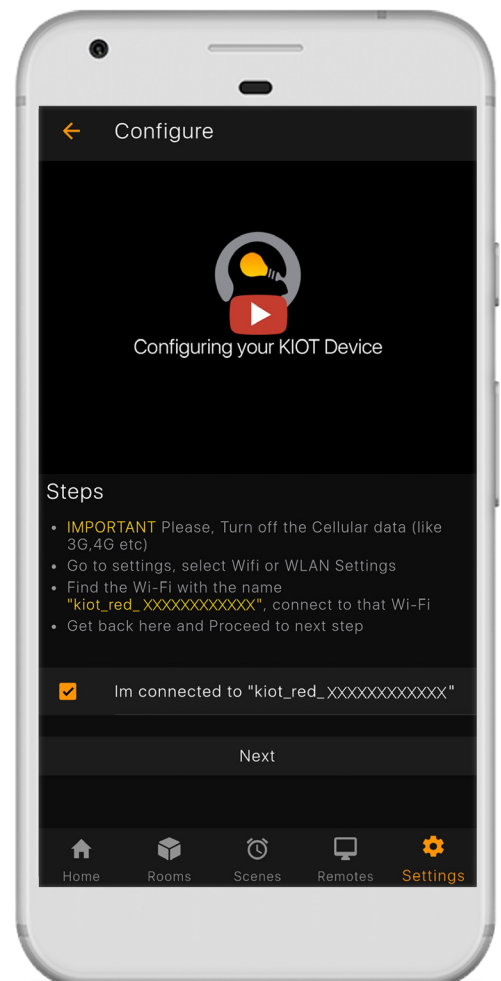 Configure
Configuring your KIOT Device
Steps
• IMPORTANT Please, Turn off the Cellular data (like
3G,4G etc)
• Go to settings, select Wifi or WLAN Settings
• Find the Wi-Fi with the name
"kiot_red_XXXXXXXXXXXX", connect to that Wi-Fi
• Get back here and Proceed to next step
Im connected to "kiot_red_XXXXXXXXXXXX"
Next
Home Rooms Scenes Remotes Settings